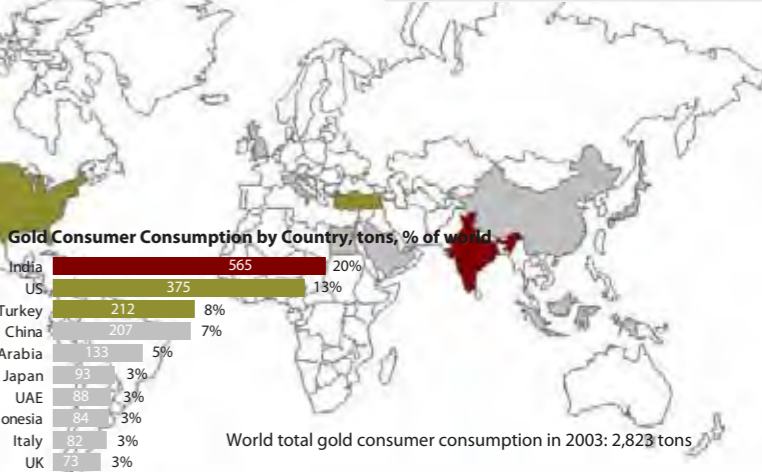 Gold Consumer Consumption by Country, tons, % of world
India 565 20%
US 375 13%
Turkey 212 8%
China 207 7%
Arabia 133 5%
Japan 93 3%
UAE 88 3%
onesia 84 3%
Italy 82 3%
UK 73 3%
World total gold consumer consumption in 2003: 2,823 tons